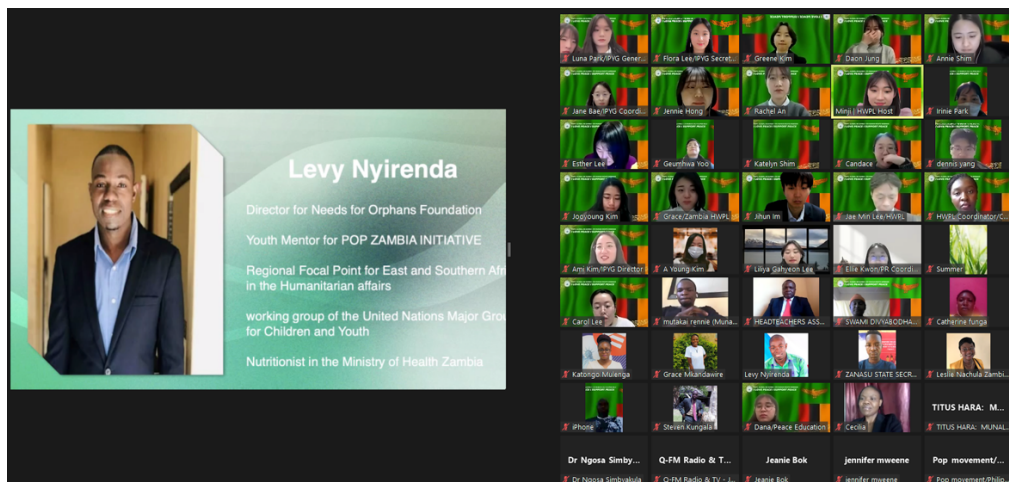 Levy Nyirenda
Director for Needs for Orphans Foundation
Youth Mentor for POP ZAMBIA INITIATIVE
Regional Focal Point for East and Southern Afri
in the Humanitarian affairs
working group of the United Nations Major Grou
for Children and Youth
Nutritionist in the Ministry of Health Zambia
Luna Park/IPYG Gener...
Flora Lee/IPYG Secret...
Greene Kim
Daon Jung
Annie Shim
Jane Bae/IPYG Coordi...
Jennie Hong
Rachel An
Minji | HWPL Host
Irinie Park
Esther Lee
Geumhwa Yoo
Katelyn Shim
Candace
dennis yang
Jooyoung Kim
Grace/Zambia HWPL
Jihun Im
Jae Min Lee/HWPL
HWPL Coordinator/C...
Ami Kim/IPYG Director
A Young Kim
Liliya Gahyeon Lee
Ellie Kwon/PR Coordi...
Summer
Carol Lee
mutakai rennie (Muna...
HEADTEACHERS ASS...
SWAMI DIVYABODHA...
Catherine funga
Katongo Mulenga
Grace Mkandawire
Levy Nyirenda
ZANASU STATE SECR...
Leslie Nachula Zambi...
iPhone
Steven Kungala
Dana/Peace Education
Cecilia
TITUS HARA: M...
TITUS HARA: MUNAL...
Dr Ngosa Simby...
Q-FM Radio & T...
Jeanie Bok
jennifer mweene
Pop movement/...
Dr Ngosa Simbyakula
Q-FM Radio & TV - J...
Jeanie Bok
jennifer mweene
Pop movement/Philip...